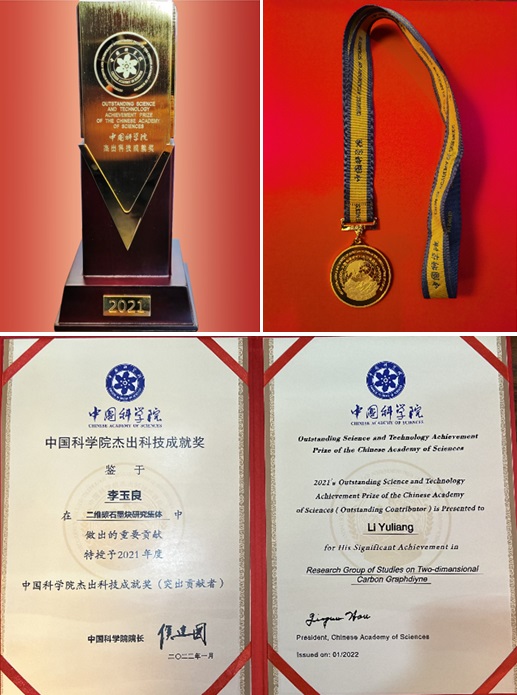 OUTSTANDING SCIENCE
AND TECHNOLOGY
ACHIEVEMENT PRIZE
OF THE CHINESE ACADEMY
OF SCIENCES
中国科学院
杰出科技成就奖
2021
中国科学院
CHINESE ACADEMY OF SCIENCES
中国科学院杰出科技成就奖
鉴于
李玉良
在 二维碳石墨炔研究集体 中
做出的重要贡献
特授予2021年度
中国科学院杰出科技成就奖（突出贡献者）
中国科学院院长 侯建国
二〇二二年一月
中国科学院
CHINESE ACADEMY OF SCIENCES
Outstanding Science and Technology Achievement
Prize of the Chinese Academy of Sciences
2021's Outstanding Science and Technology
Achievement Prize of the Chinese Academy
of Sciences ( Outstanding Contributor ) is Presented to
Li Yuliang
for His Significant Achievement in
Research Group of Studies on Two-dimensional
Carbon Graphdiyne
President, Chinese Academy of Sciences
Issued on: 01/2022